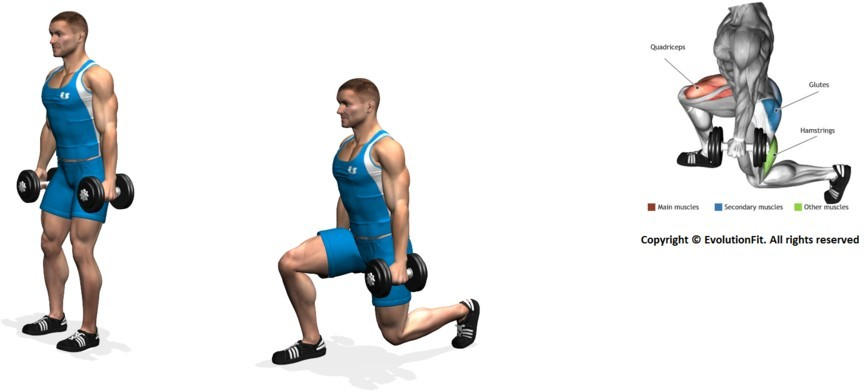 Quadriceps
Glutes
Hamstrings
Main muscles
Secondary muscles
Other muscles
Copyright © EvolutionFit. All rights reserved